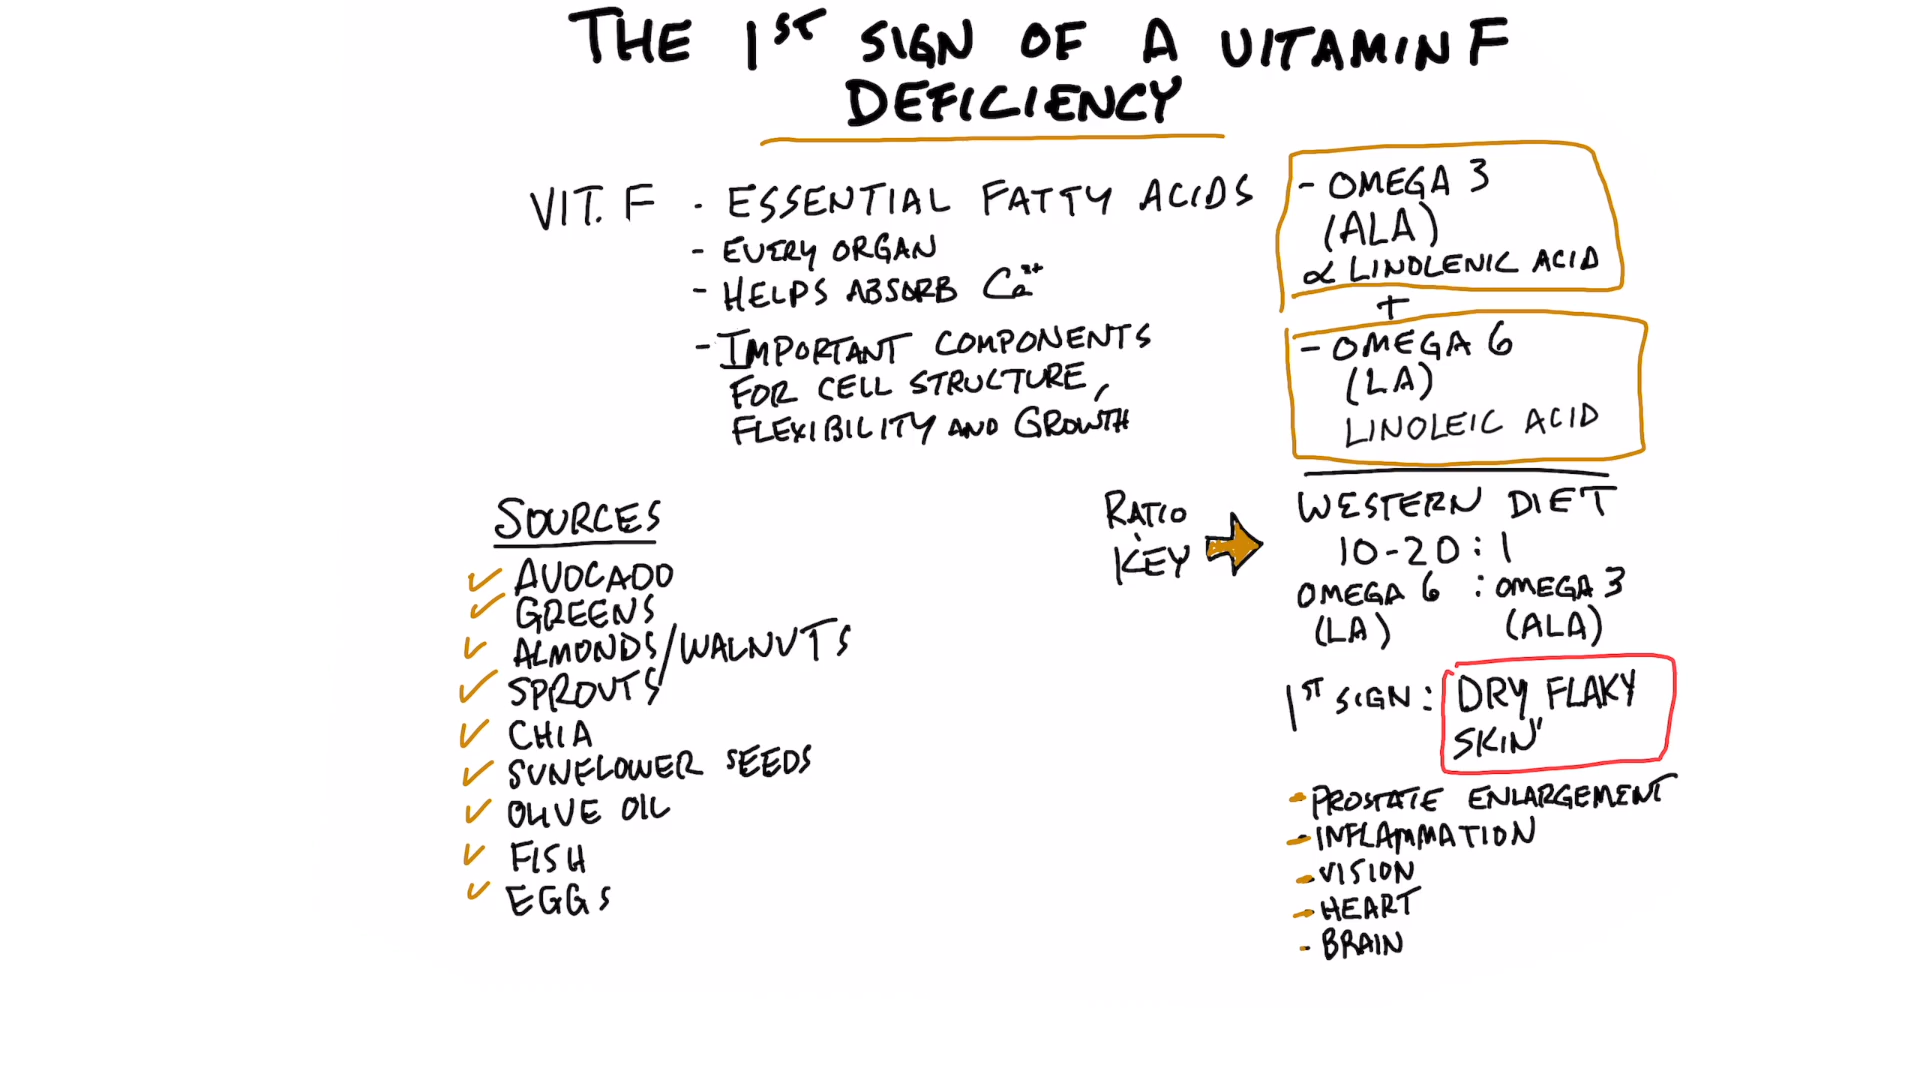 THE 1ST SIGN OF A VITAMIN F
DEFICIENCY
VIT. F · ESSENTIAL FATTY ACIDS
- EVERY ORGAN
- HELPS ABSORB Ca2+
- IMPORTANT COMPONENTS
FOR CELL STRUCTURE,
FLEXIBILITY AND GROWTH
- OMEGA 3
(ALA)
α LINOLENIC ACID
+
- OMEGA 6
(LA)
LINOLEIC ACID
SOURCES
✓ AVOCADO
✓ GREENS
✓ ALMONDS/WALNUTS
✓ SPROUTS
✓ CHIA
✓ SUNFLOWER SEEDS
✓ OLIVE OIL
✓ FISH
✓ EGGS
RATIO
KEY
WESTERN DIET
10-20 : 1
OMEGA 6 : OMEGA 3
(LA) (ALA)
1ST SIGN: DRY FLAKY
SKIN"
- PROSTATE ENLARGEMENT
- INFLAMMATION
- VISION
- HEART
- BRAIN